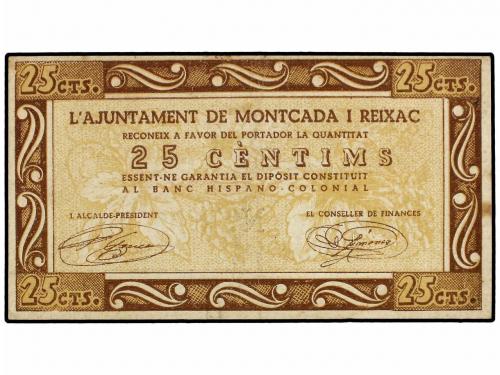 25 CTS. 25 CTS.
L'AJUNTAMENT DE MONTCADA I REIXAC
RECONEIX A FAVOR DEL PORTADOR LA QUANTITAT
25 CÈNTIMS
ESSENT-NE GARANTIA EL DIPÒSIT CONSTITUIT
AL BANC HISPANO-COLONIAL
L'ALCALDE-PRESIDENT EL CONSELLER DE FINANCES
25 CTS. 25 CTS.